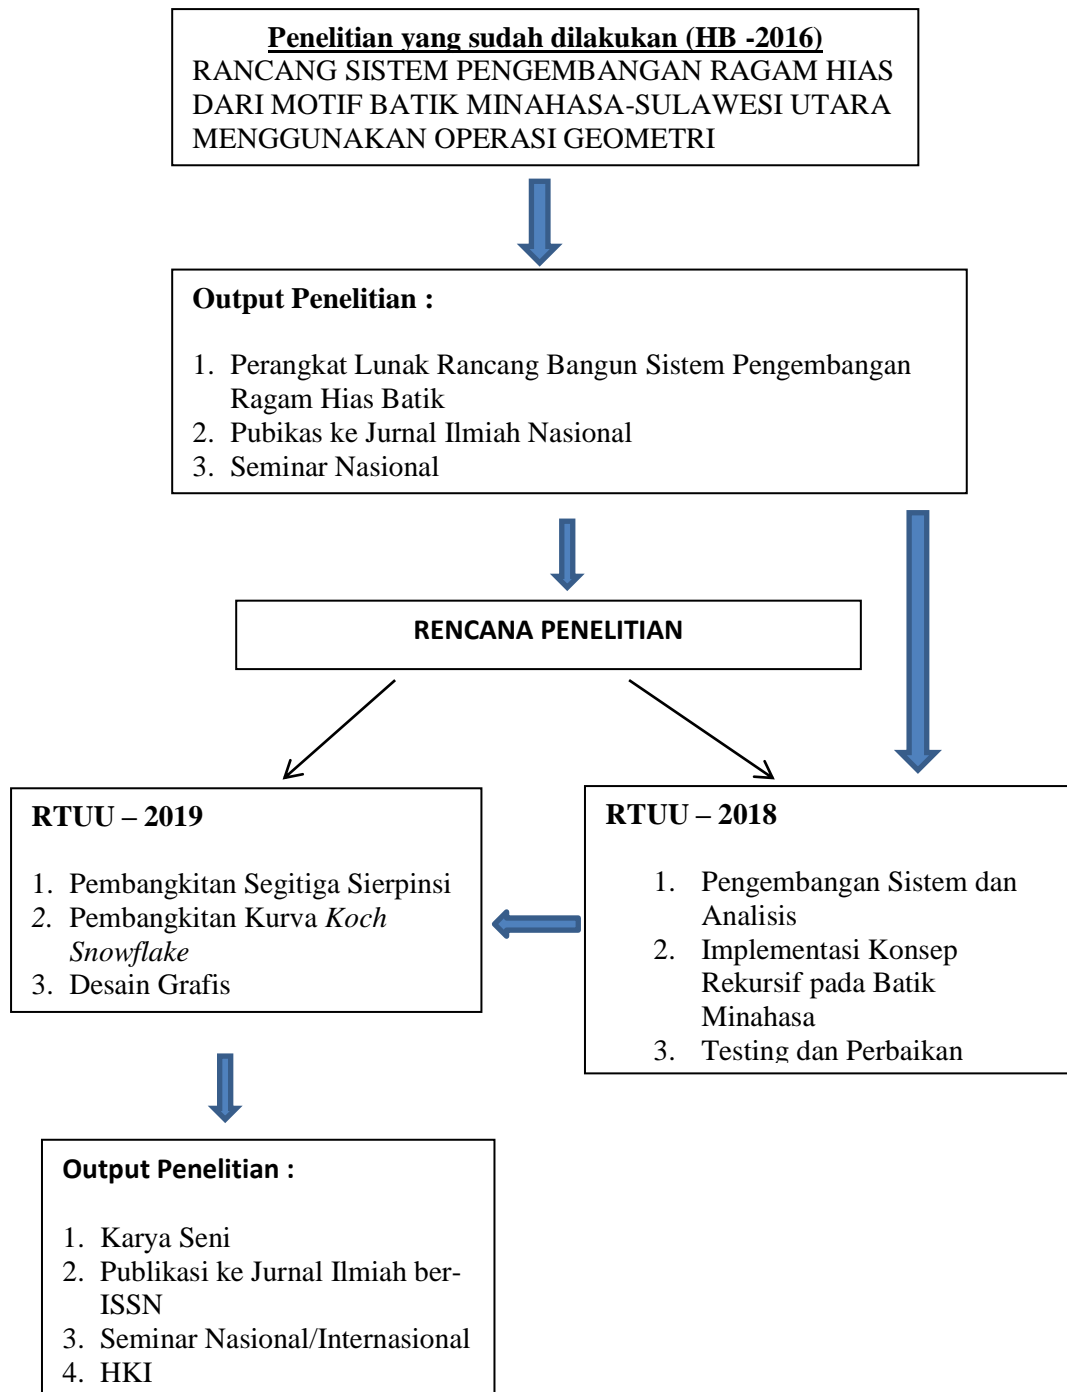 Penelitian yang sudah dilakukan (HB -2016)
RANCANG SISTEM PENGEMBANGAN RAGAM HIAS
DARI MOTIF BATIK MINAHASA-SULAWESI UTARA
MENGGUNAKAN OPERASI GEOMETRI
Output Penelitian :
1. Perangkat Lunak Rancang Bangun Sistem Pengembangan
Ragam Hias Batik
2. Pubikas ke Jurnal Ilmiah Nasional
3. Seminar Nasional
RENCANA PENELITIAN
RTUU – 2019
1. Pembangkitan Segitiga Sierpinsi
2. Pembangkitan Kurva Koch
Snowflake
3. Desain Grafis
RTUU – 2018
1. Pengembangan Sistem dan
Analisis
2. Implementasi Konsep
Rekursif pada Batik
Minahasa
3. Testing dan Perbaikan
Output Penelitian :
1. Karya Seni
2. Publikasi ke Jurnal Ilmiah ber-
ISSN
3. Seminar Nasional/Internasional
4. HKI